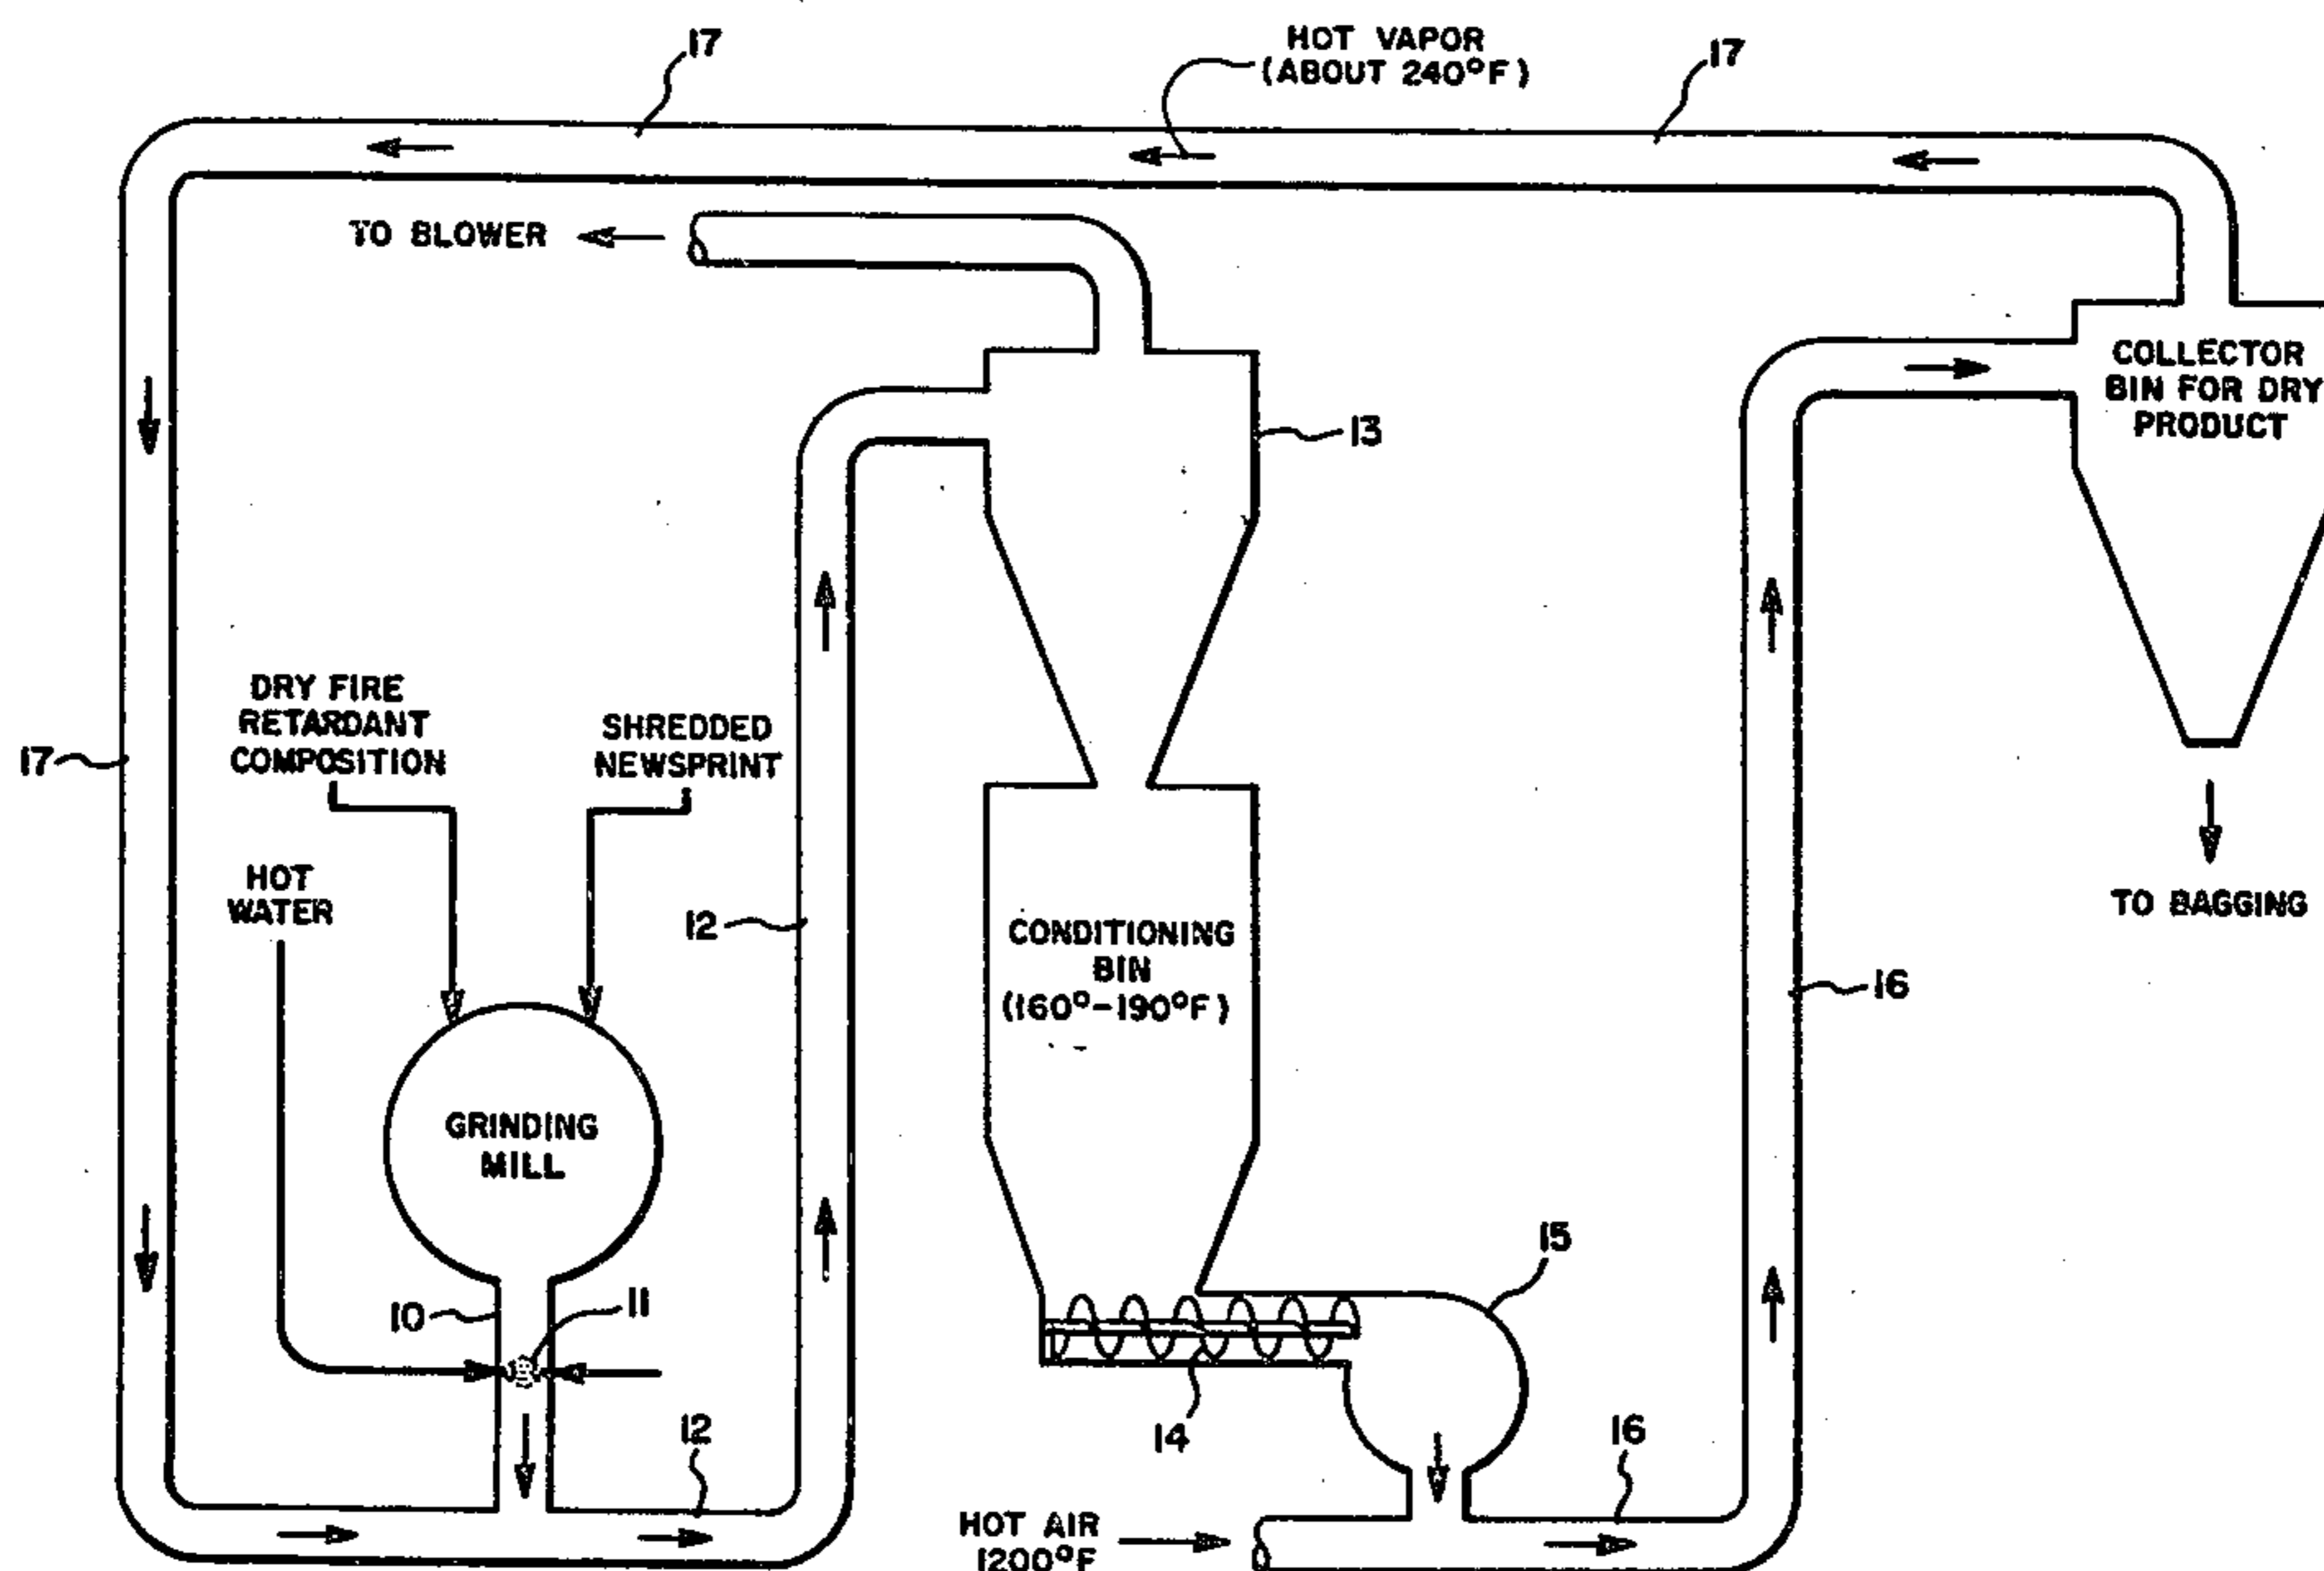 17
HOT VAPOR
(ABOUT 240°F)
17
TO BLOWER
COLLECTOR
BIN FOR DRY
PRODUCT
13
DRY FIRE
RETARDANT
COMPOSITION
SHREDDED
NEWSPRINT
17
HOT
WATER
12
CONDITIONING
BIN
(160°-190°F)
TO BAGGING
16
GRINDING
MILL
15
10
11
12
14
16
HOT AIR
1200°F